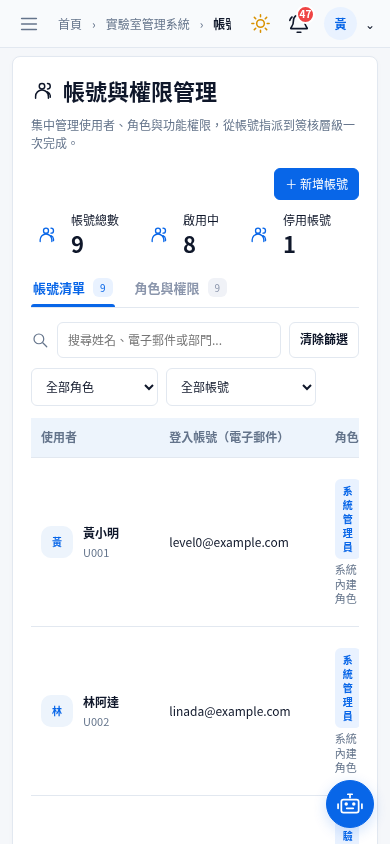 首頁 › 實驗室管理系統 ›
47
黃
帳號與權限管理
集中管理使用者、角色與功能權限，從帳號指派到簽核層級一
次完成。
＋ 新增帳號
帳號總數
9
啟用中
8
停用帳號
1
帳號清單 9
角色與權限 9
搜尋姓名、電子郵件或部門...
清除篩選
全部角色
全部帳號
使用者
登入帳號（電子郵件）
角色
黃
黃小明
U001
level0@example.com
系
統
管
理
員
系統
內建
角色
林
林阿達
U002
linada@example.com
系
統
管
理
員
系統
內建
角色
驗